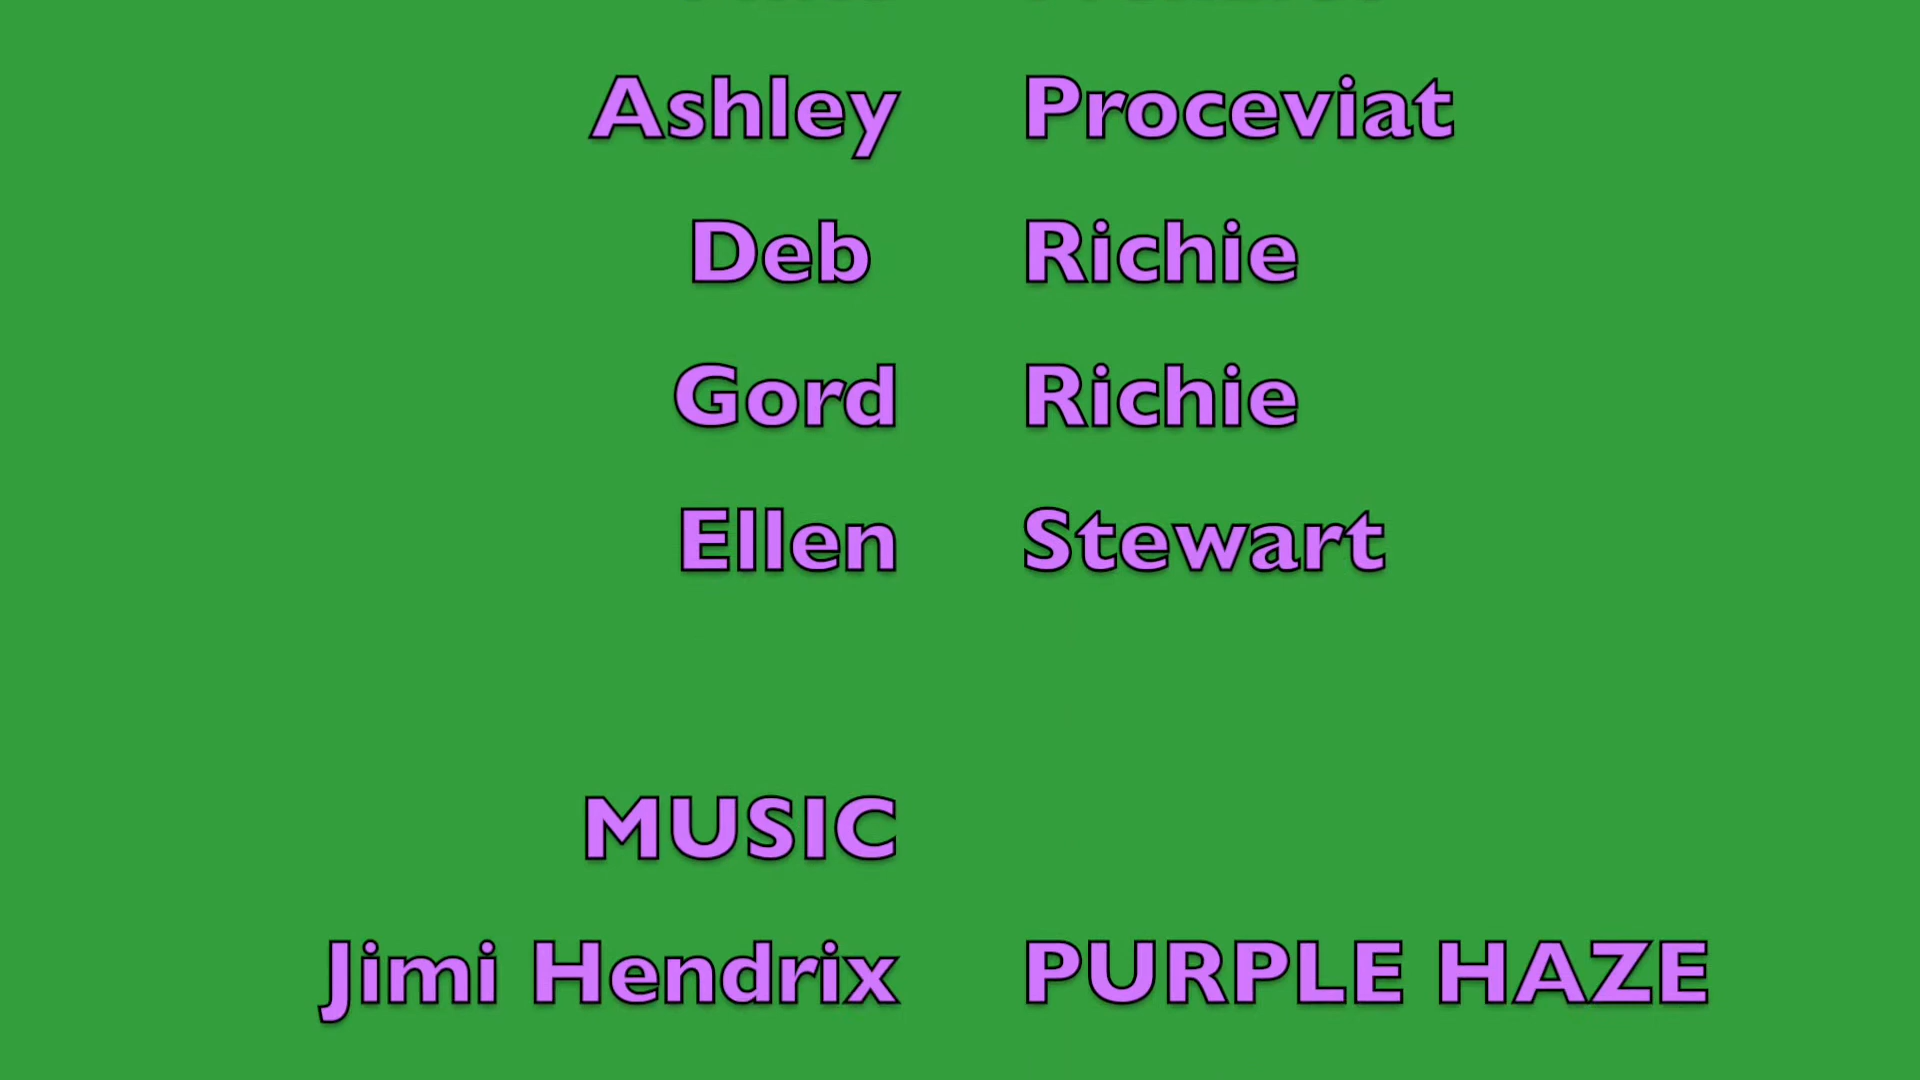 Ashley Proceviat
Deb Richie
Gord Richie
Ellen Stewart
MUSIC
Jimi Hendrix PURPLE HAZE